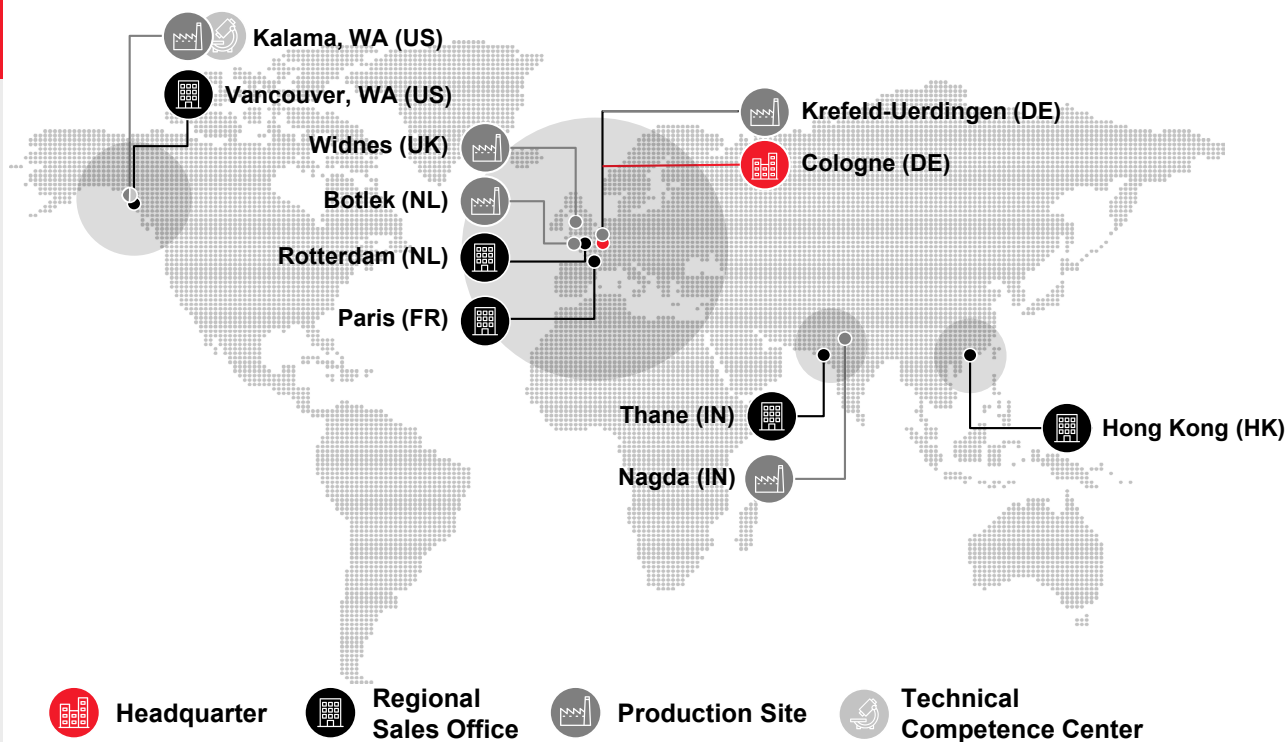 Kalama, WA (US)
Vancouver, WA (US)
Widnes (UK)
Botlek (NL)
Rotterdam (NL)
Paris (FR)
Krefeld-Uerdingen (DE)
Cologne (DE)
Thane (IN)
Nagda (IN)
Hong Kong (HK)
Headquarter
Regional
Sales Office
Production Site
Technical
Competence Center